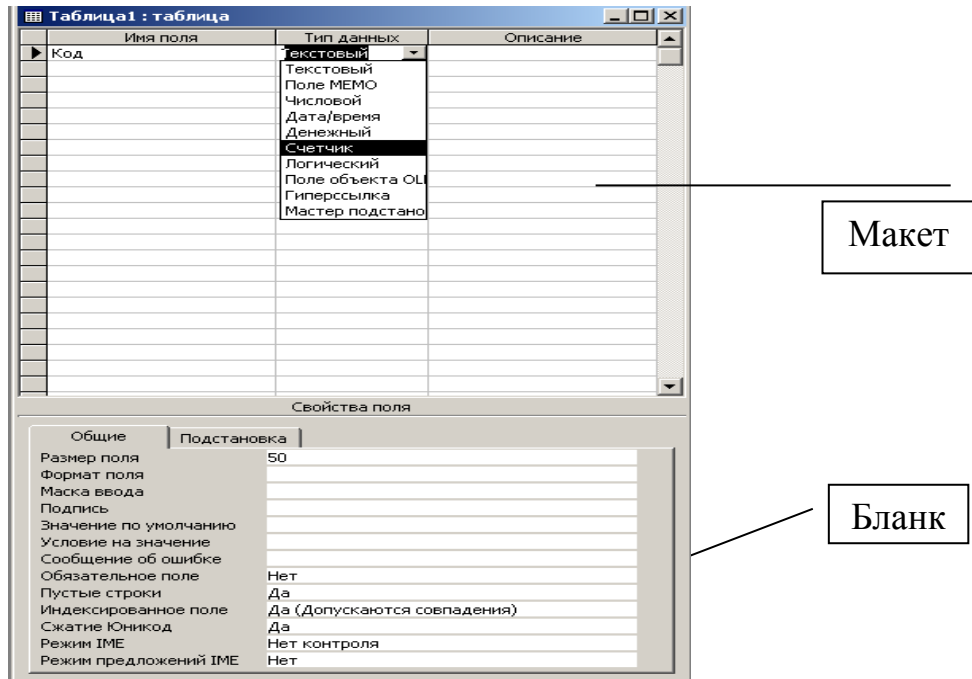 Таблица1 : таблица
Имя поля Тип данных Описание
Код Текстовый
Текстовый
Поле MEMO
Числовой
Дата/время
Денежный
Счетчик
Логический
Поле объекта OLI
Гиперссылка
Мастер подстано
Макет
Свойства поля
Общие Подстановка
Размер поля 50
Формат поля
Маска ввода
Подпись
Значение по умолчанию
Условие на значение
Сообщение об ошибке
Обязательное поле Нет
Пустые строки Да
Индексированное поле Да (Допускаются совпадения)
Сжатие Юникод Да
Режим IME Нет контроля
Режим предложений IME Нет
Бланк